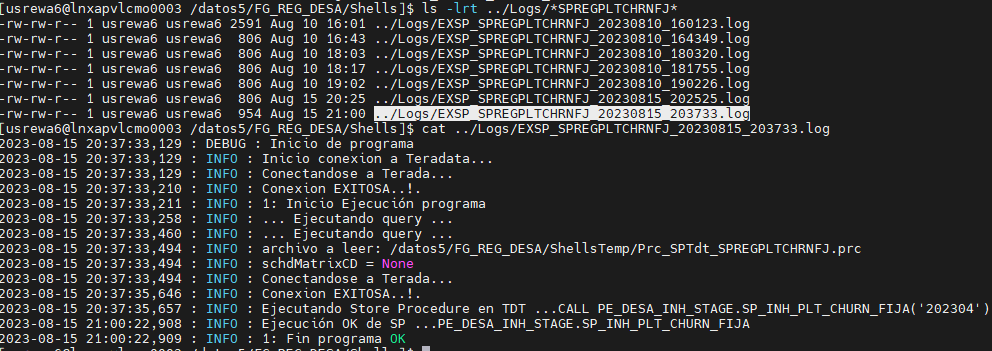 [usrewa6@lnxapvlcmo0003 /datos5/FG_REG_DESA/Shells]$ ls -lrt ../Logs/*SPREGPLTCHRNFJ*
-rw-rw-r-- 1 usrewa6 usrewa6 2591 Aug 10 16:01 ../Logs/EXSP_SPREGPLTCHRNFJ_20230810_160123.log
-rw-rw-r-- 1 usrewa6 usrewa6  806 Aug 10 16:43 ../Logs/EXSP_SPREGPLTCHRNFJ_20230810_164349.log
-rw-rw-r-- 1 usrewa6 usrewa6  806 Aug 10 18:03 ../Logs/EXSP_SPREGPLTCHRNFJ_20230810_180320.log
-rw-rw-r-- 1 usrewa6 usrewa6  806 Aug 10 18:17 ../Logs/EXSP_SPREGPLTCHRNFJ_20230810_181755.log
-rw-rw-r-- 1 usrewa6 usrewa6  806 Aug 10 19:02 ../Logs/EXSP_SPREGPLTCHRNFJ_20230810_190226.log
-rw-rw-r-- 1 usrewa6 usrewa6  806 Aug 15 20:25 ../Logs/EXSP_SPREGPLTCHRNFJ_20230815_202525.log
-rw-rw-r-- 1 usrewa6 usrewa6  954 Aug 15 21:00 ../Logs/EXSP_SPREGPLTCHRNFJ_20230815_203733.log
[usrewa6@lnxapvlcmo0003 /datos5/FG_REG_DESA/Shells]$ cat ../Logs/EXSP_SPREGPLTCHRNFJ_20230815_203733.log
2023-08-15 20:37:33,129 : DEBUG : Inicio de programa
2023-08-15 20:37:33,129 : INFO : Inicio conexion a Teradata...
2023-08-15 20:37:33,129 : INFO : Conectandose a Terada...
2023-08-15 20:37:33,210 : INFO : Conexion EXITOSA..!.
2023-08-15 20:37:33,211 : INFO : 1: Inicio Ejecución programa
2023-08-15 20:37:33,258 : INFO : ... Ejecutando query ...
2023-08-15 20:37:33,460 : INFO : ... Ejecutando query ...
2023-08-15 20:37:33,494 : INFO : archivo a leer: /datos5/FG_REG_DESA/ShellsTemp/Prc_SPTdt_SPREGPLTCHRNFJ.prc
2023-08-15 20:37:33,494 : INFO : schdMatrixCD = None
2023-08-15 20:37:33,494 : INFO : Conectandose a Terada...
2023-08-15 20:37:35,646 : INFO : Conexion EXITOSA..!.
2023-08-15 20:37:35,657 : INFO : Ejecutando Store Procedure en TDT ...CALL PE_DESA_INH_STAGE.SP_INH_PLT_CHURN_FIJA('202304')
2023-08-15 21:00:22,908 : INFO : Ejecución OK de SP ...PE_DESA_INH_STAGE.SP_INH_PLT_CHURN_FIJA
2023-08-15 21:00:22,909 : INFO : 1: Fin programa OK
[usrewa6@lnxapvlcmo0003 /datos5/FG_REG_DESA/Shells]$